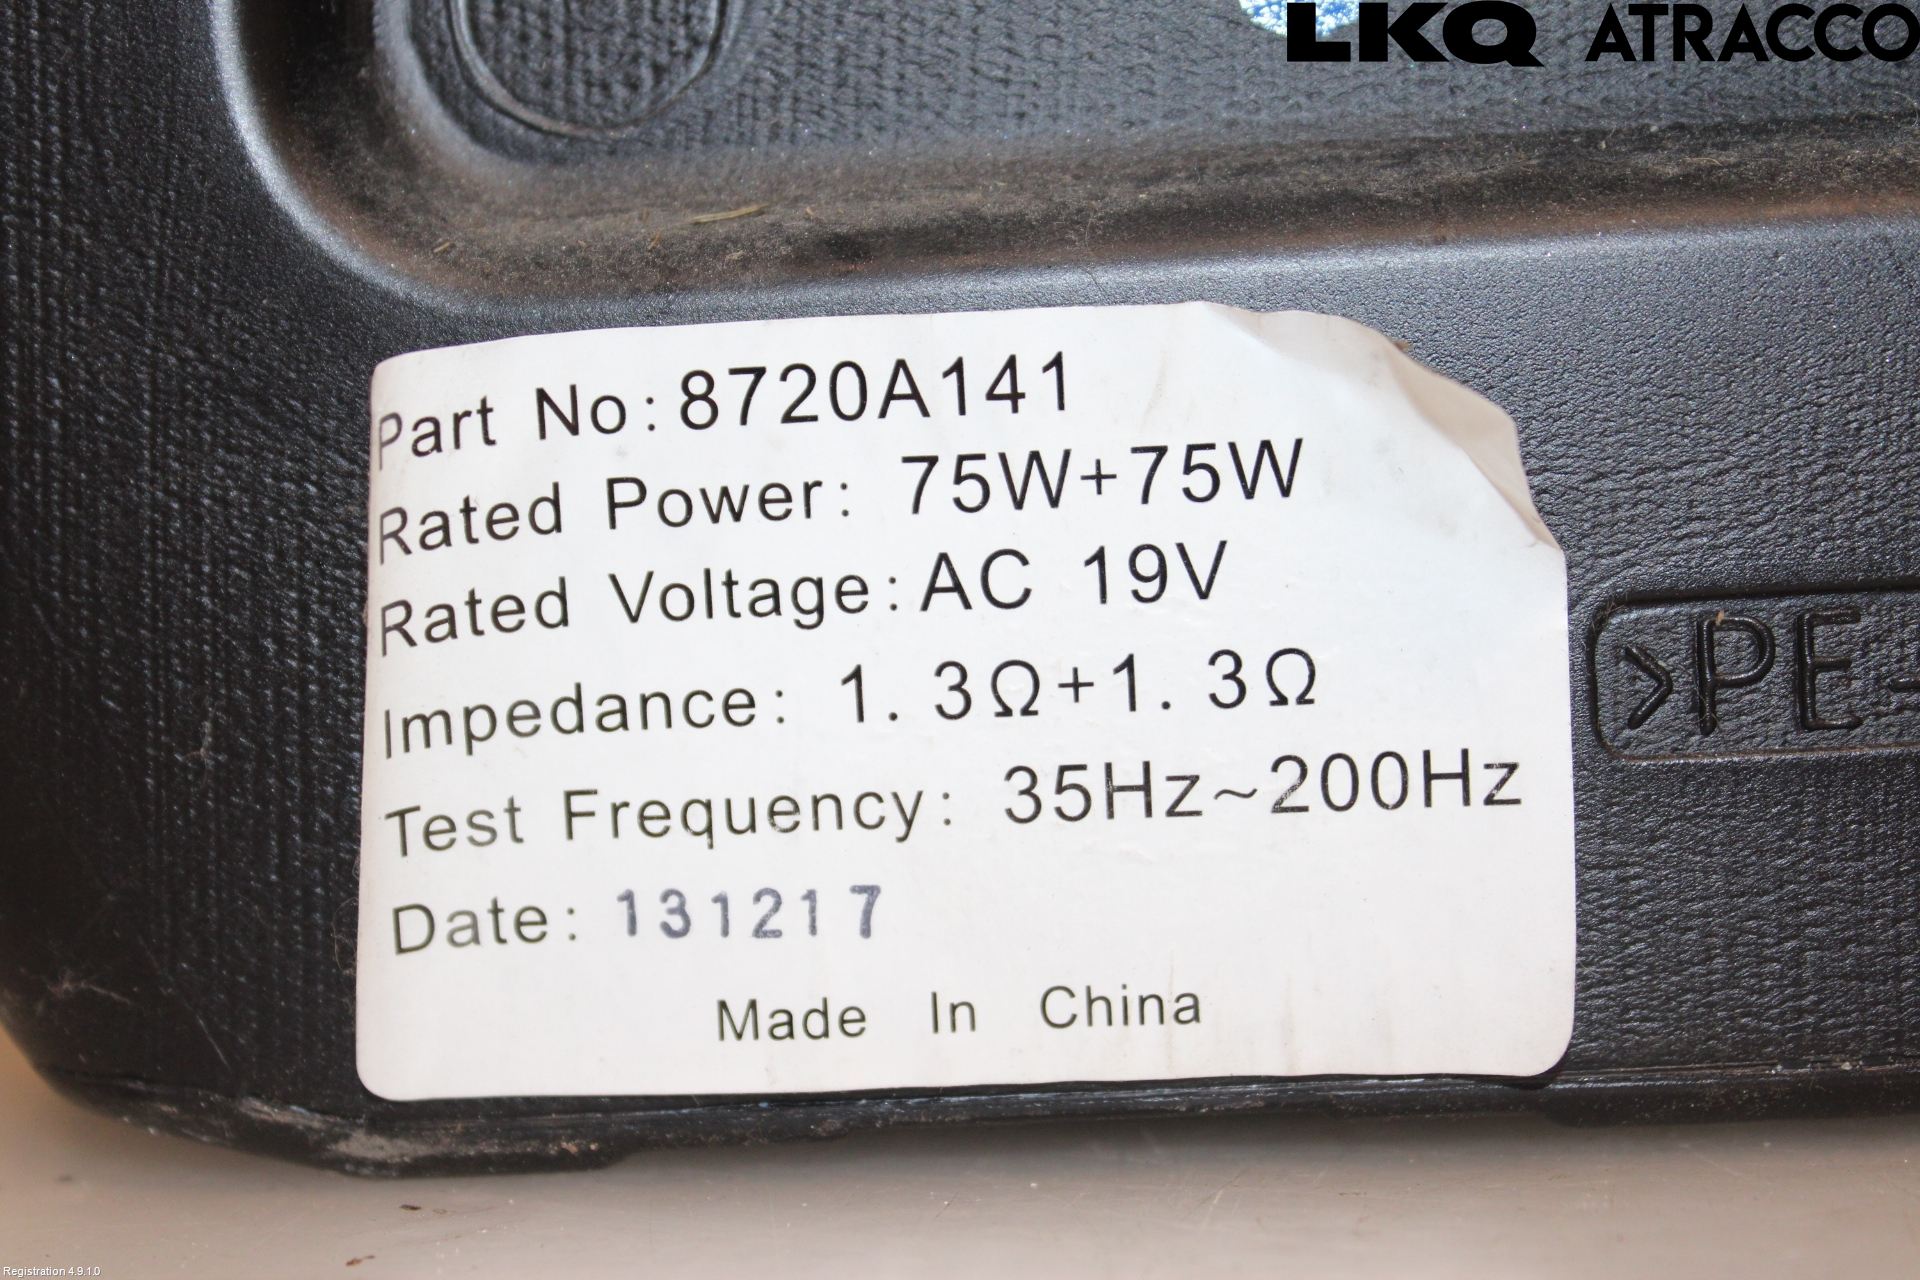 LKQ ATRACCO
Part No: 8720A141
Rated Power: 75W+75W
Rated Voltage: AC 19V
Impedance: 1.3Ω+1.3Ω
Test Frequency: 35Hz~200Hz
Date: 131217
Made In China
>PE-
Registration 4.9.1.0